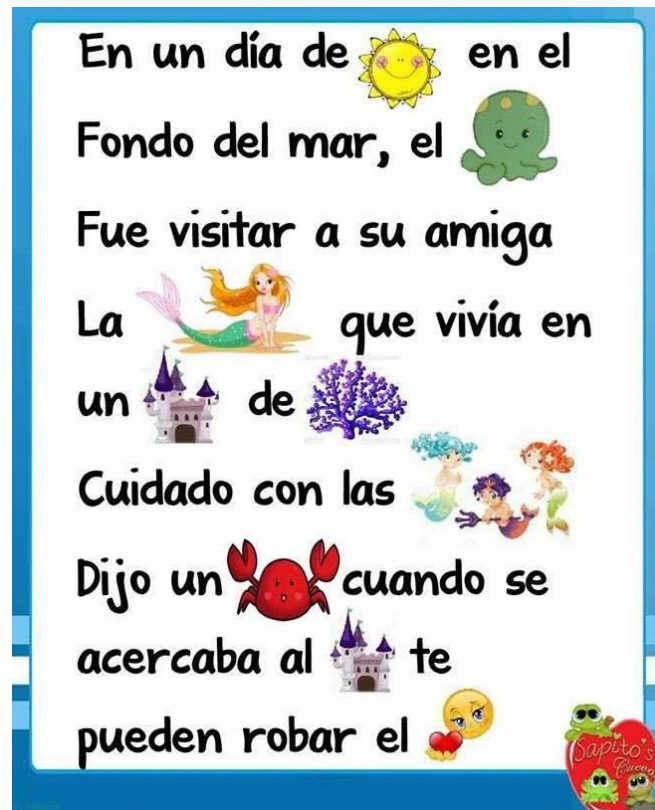 En un día de en el
Fondo del mar, el
Fue visitar a su amiga
La que vivía en
un de
Cuidado con las
Dijo un cuando se
acercaba al te
pueden robar el
Sapito's
Cueva